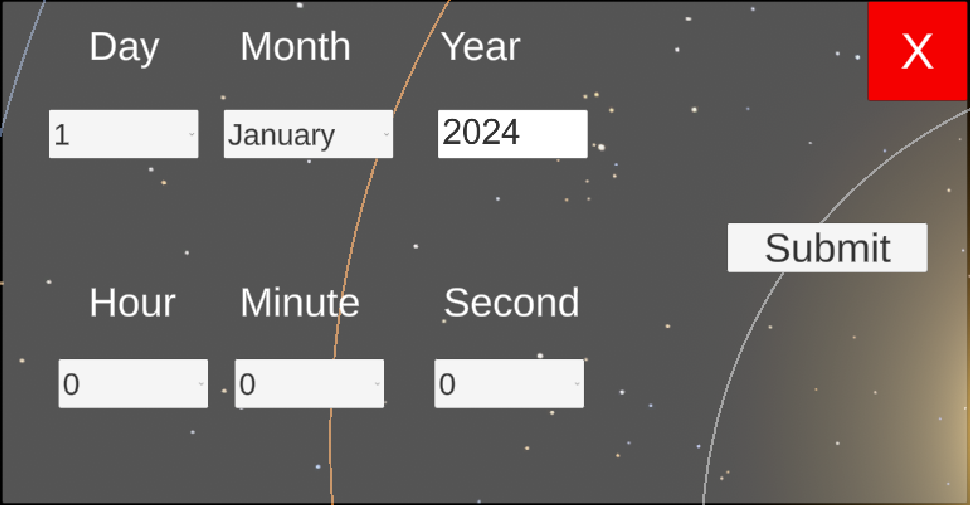 Day Month Year X
1 January 2024
Submit
Hour Minute Second
0 0 0